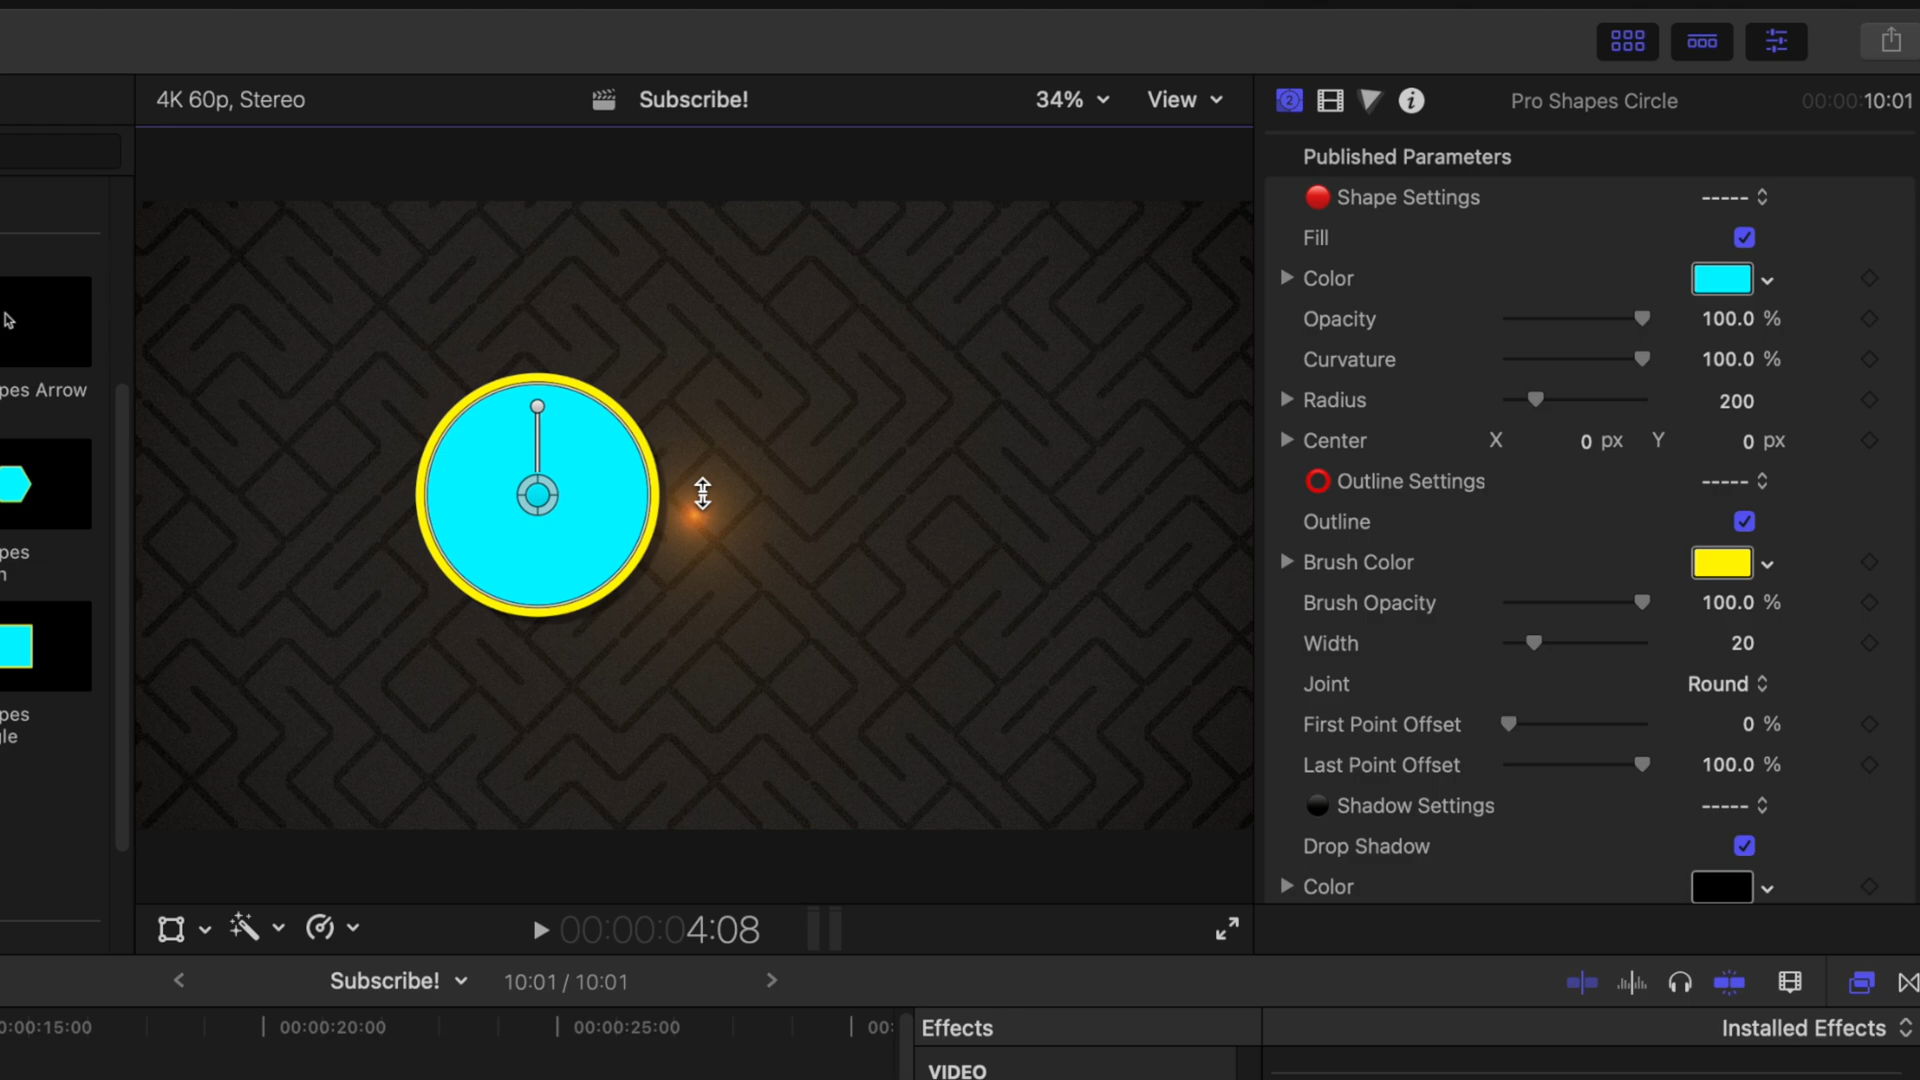 4K 60p, Stereo
Subscribe!
34%
View
Pro Shapes Circle
00:00:10:01
Published Parameters
Shape Settings -----
Fill
Color
Opacity 100.0 %
Curvature 100.0 %
Radius 200
Center X 0 px Y 0 px
Outline Settings -----
Outline
Brush Color
Brush Opacity 100.0 %
Width 20
Joint Round
First Point Offset 0 %
Last Point Offset 100.0 %
Shadow Settings -----
Drop Shadow
Color
pes Arrow
pes
n
pes
gle
00:00:04:08
Subscribe!
10:01 / 10:01
0:00:15:00
00:00:20:00
00:00:25:00
00:
Effects
Installed Effects
VIDEO